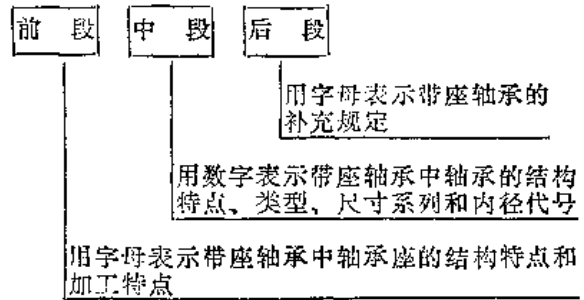 前 段 中 段 后 段
用字母表示带座轴承的
补充规定
用数字表示带座轴承中轴承的结构
特点、类型、尺寸系列和内径代号
用字母表示带座轴承中轴承座的结构特点和
加工特点